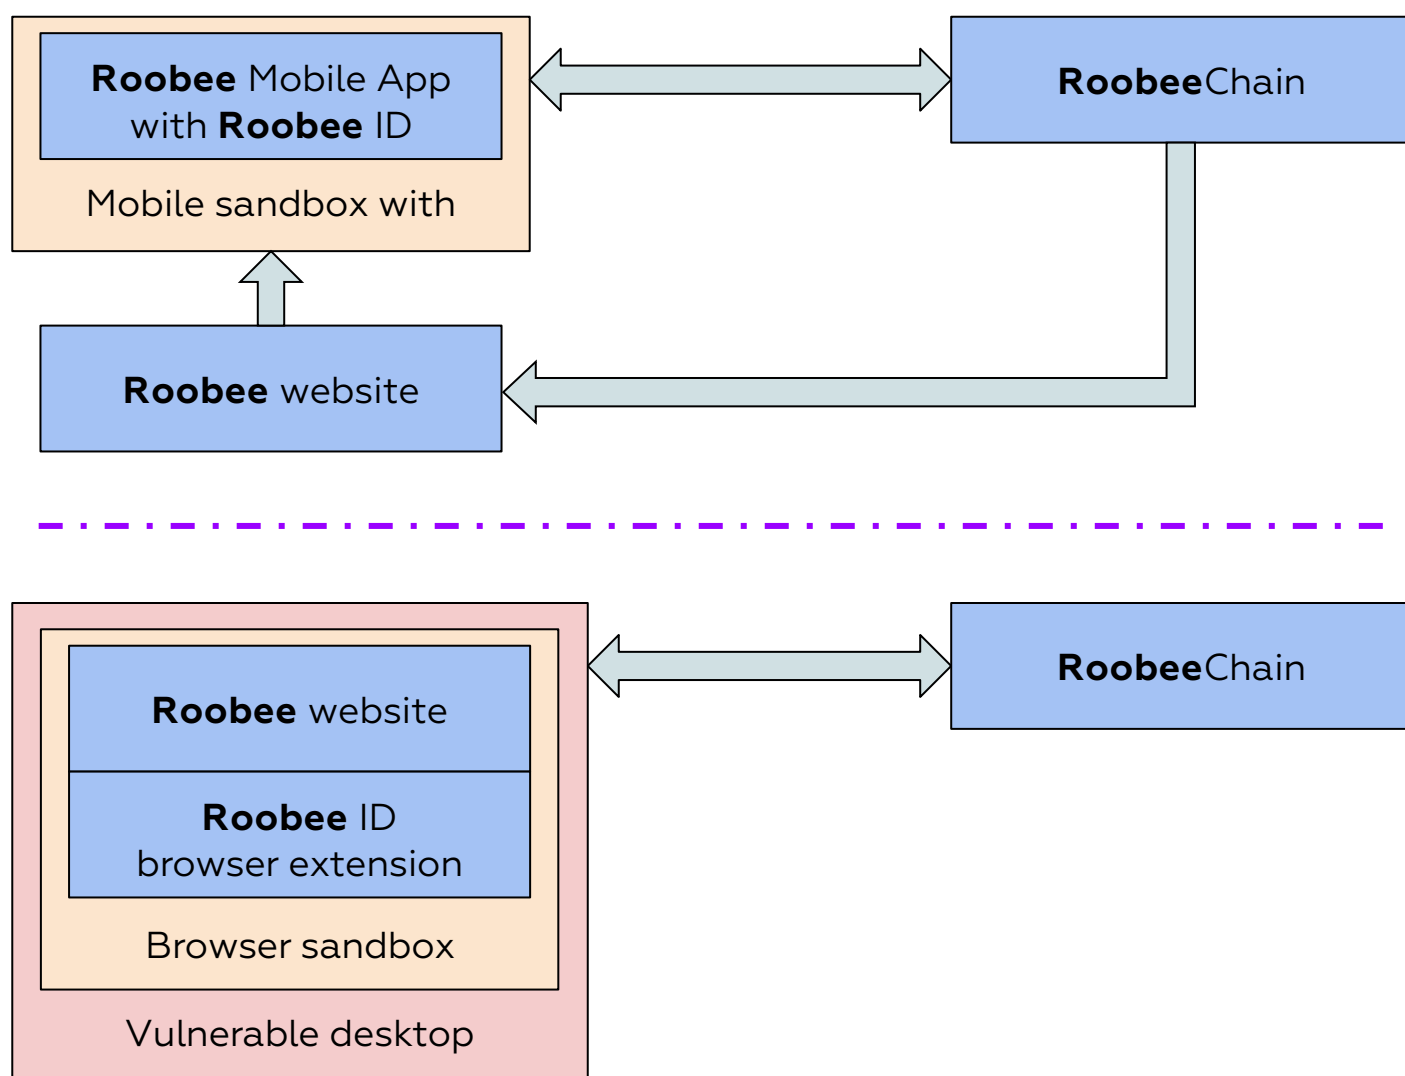 Roobee Mobile App
with Roobee ID
Mobile sandbox with
RoobeeChain
Roobee website
Roobee website
Roobee ID
browser extension
Browser sandbox
Vulnerable desktop
RoobeeChain